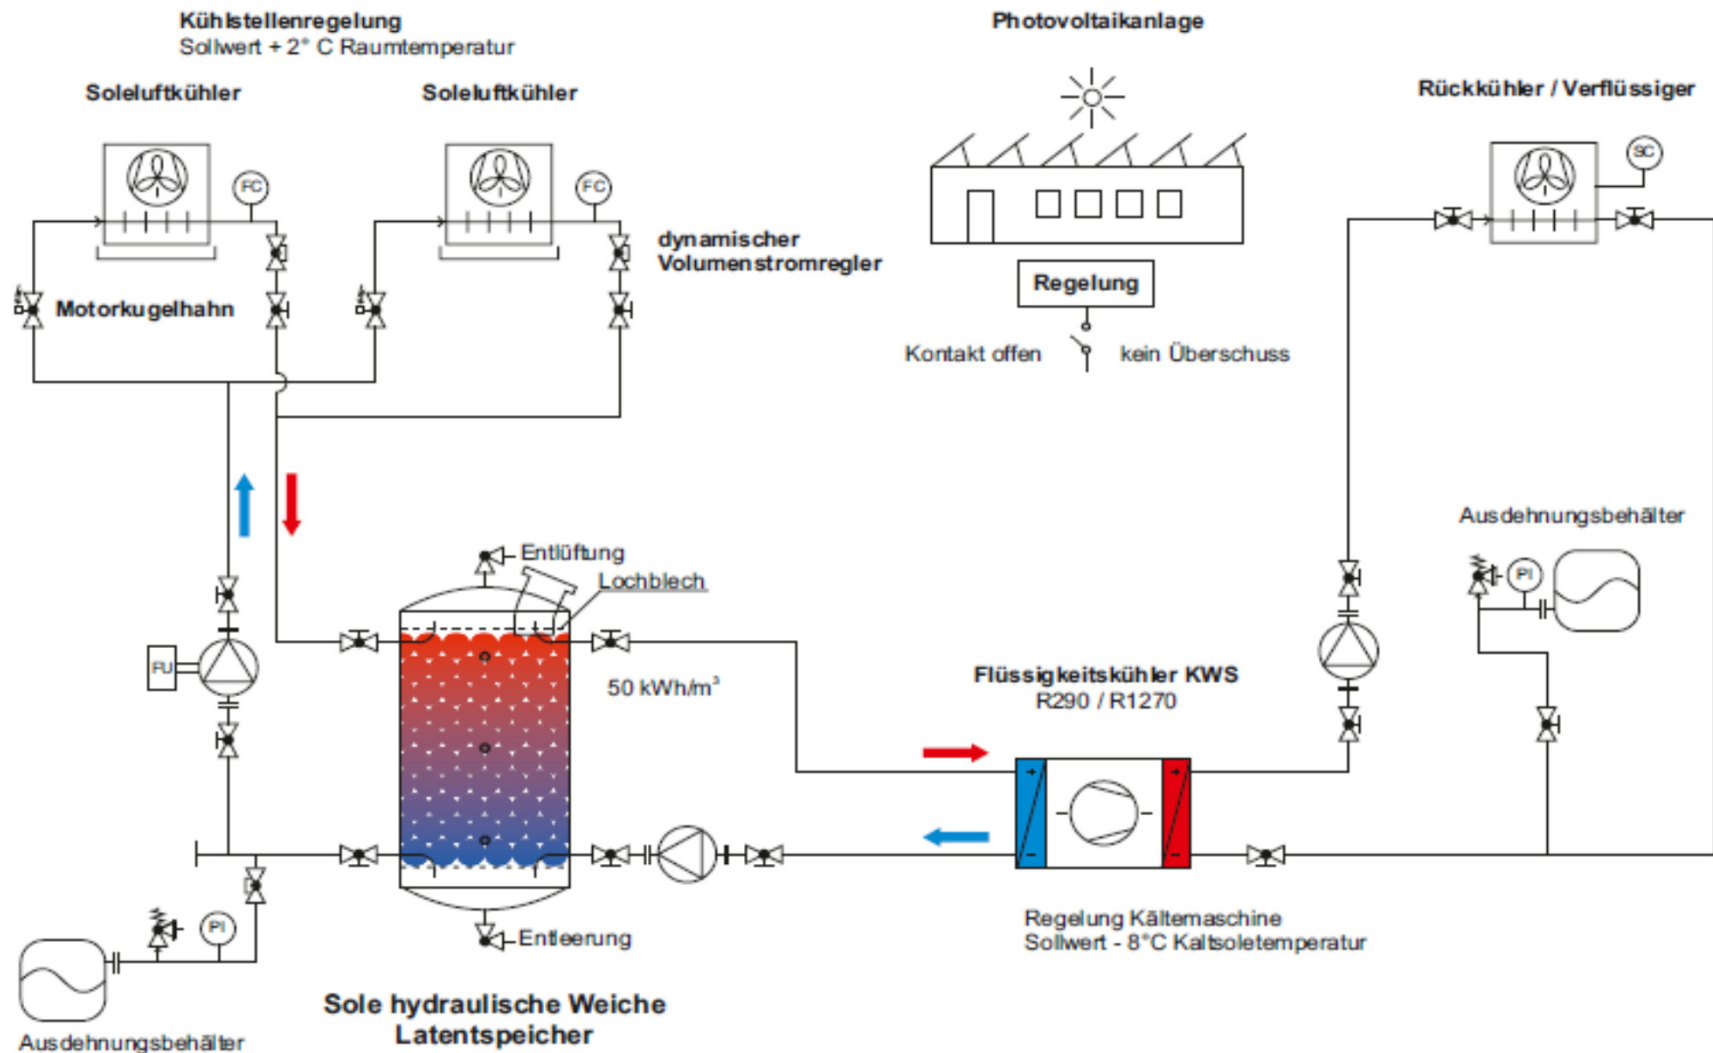 Kühlstellenregelung
Sollwert + 2° C Raumtemperatur
Photovoltaikanlage
Soleluftkühler
Soleluftkühler
Rückkühler / Verflüssiger
SC
FC
FC
dynamischer
Volumenstromregler
Motorkugelhahn
Regelung
Kontakt offen
kein Überschuss
Ausdehnungsbehälter
PI
Entlüftung
Lochblech
FU
50 kWh/m³
Flüssigkeitskühler KWS
R290 / R1270
PI
Entleerung
Regelung Kältemaschine
Sollwert - 8°C Kaltsoletemperatur
Sole hydraulische Weiche
Latentspeicher
Ausdehnungsbehälter